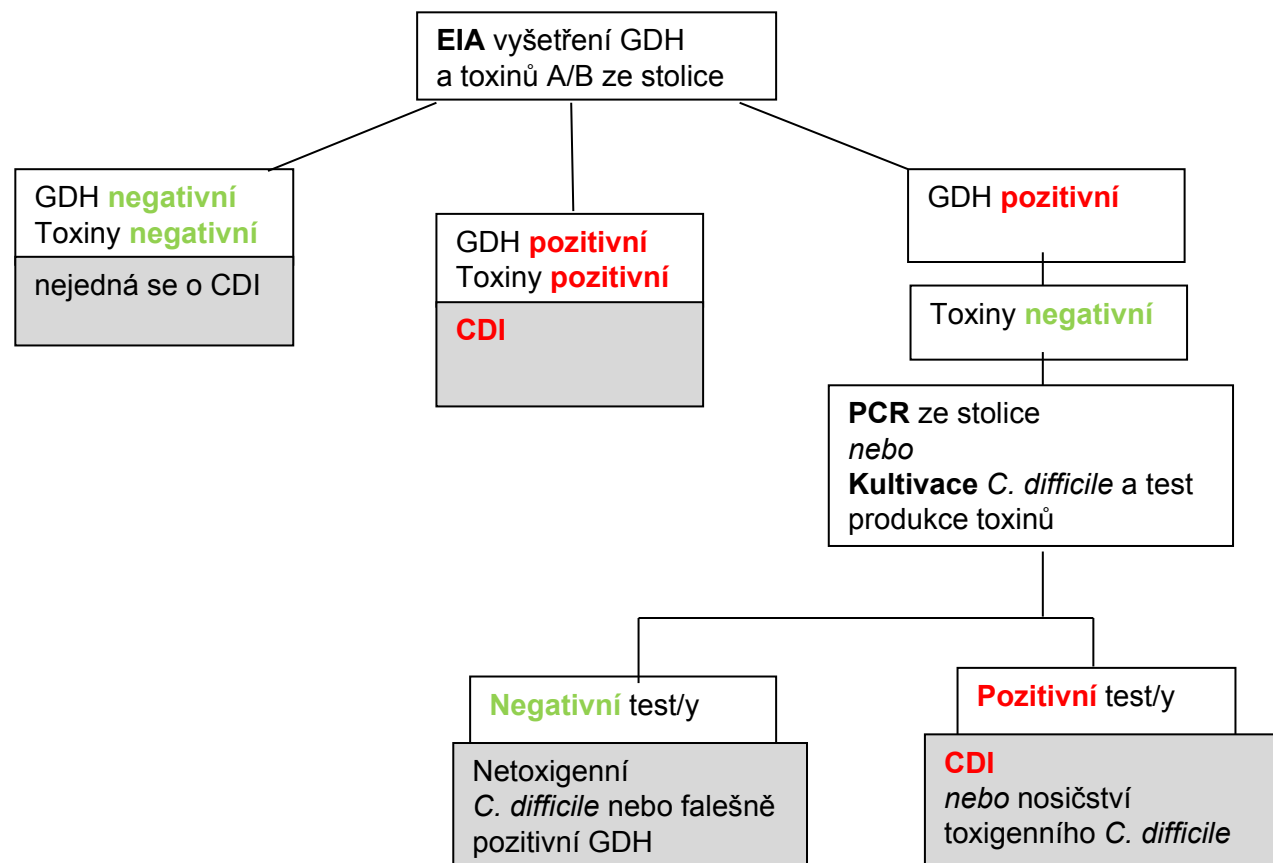 EIA vyšetření GDH
a toxinů A/B ze stolice
GDH negativní
Toxiny negativní
nejedná se o CDI
GDH pozitivní
Toxiny pozitivní
CDI
GDH pozitivní
Toxiny negativní
PCR ze stolice
nebo
Kultivace C. difficile a test
produkce toxinů
Negativní test/y
Netoxigenní
C. difficile nebo falešně
pozitivní GDH
Pozitivní test/y
CDI
nebo nosičství
toxigenního C. difficile